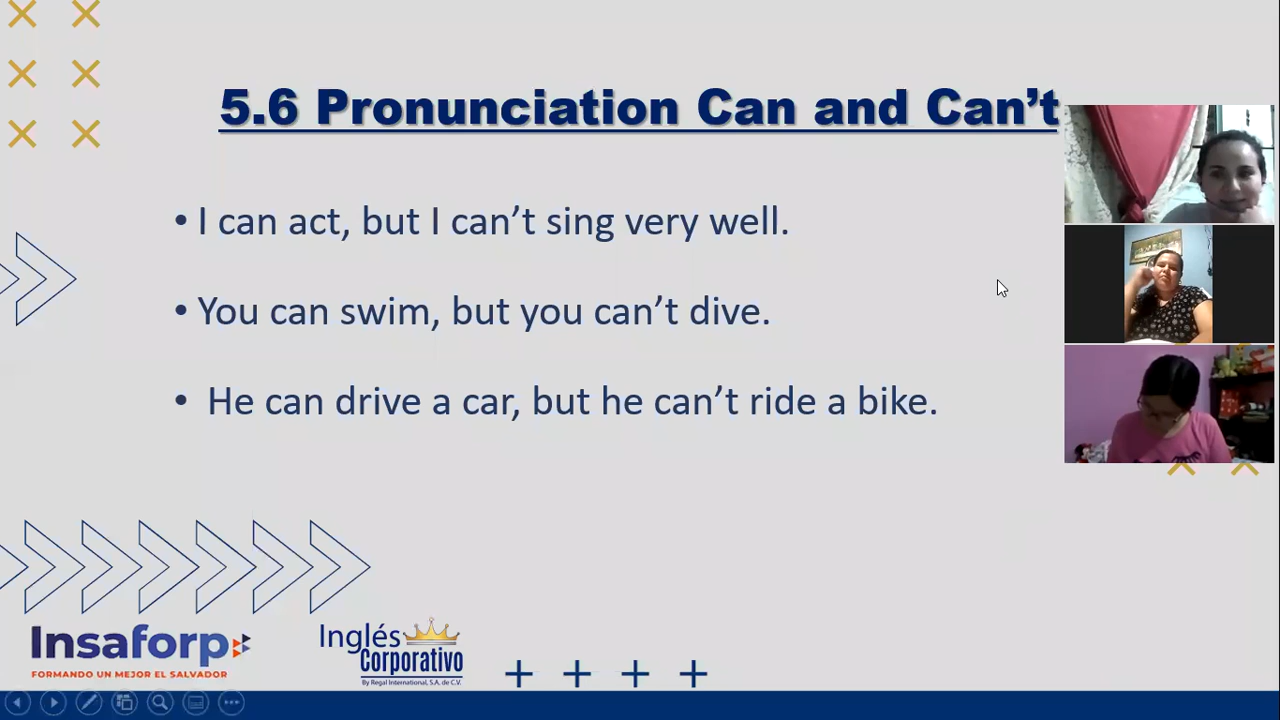 5.6 Pronunciation Can and Can’t
• I can act, but I can’t sing very well.
• You can swim, but you can’t dive.
• He can drive a car, but he can’t ride a bike.
Insaforp
FORMANDO UN MEJOR EL SALVADOR
Inglés
Corporativo
By Regal International, S.A. de C.V.